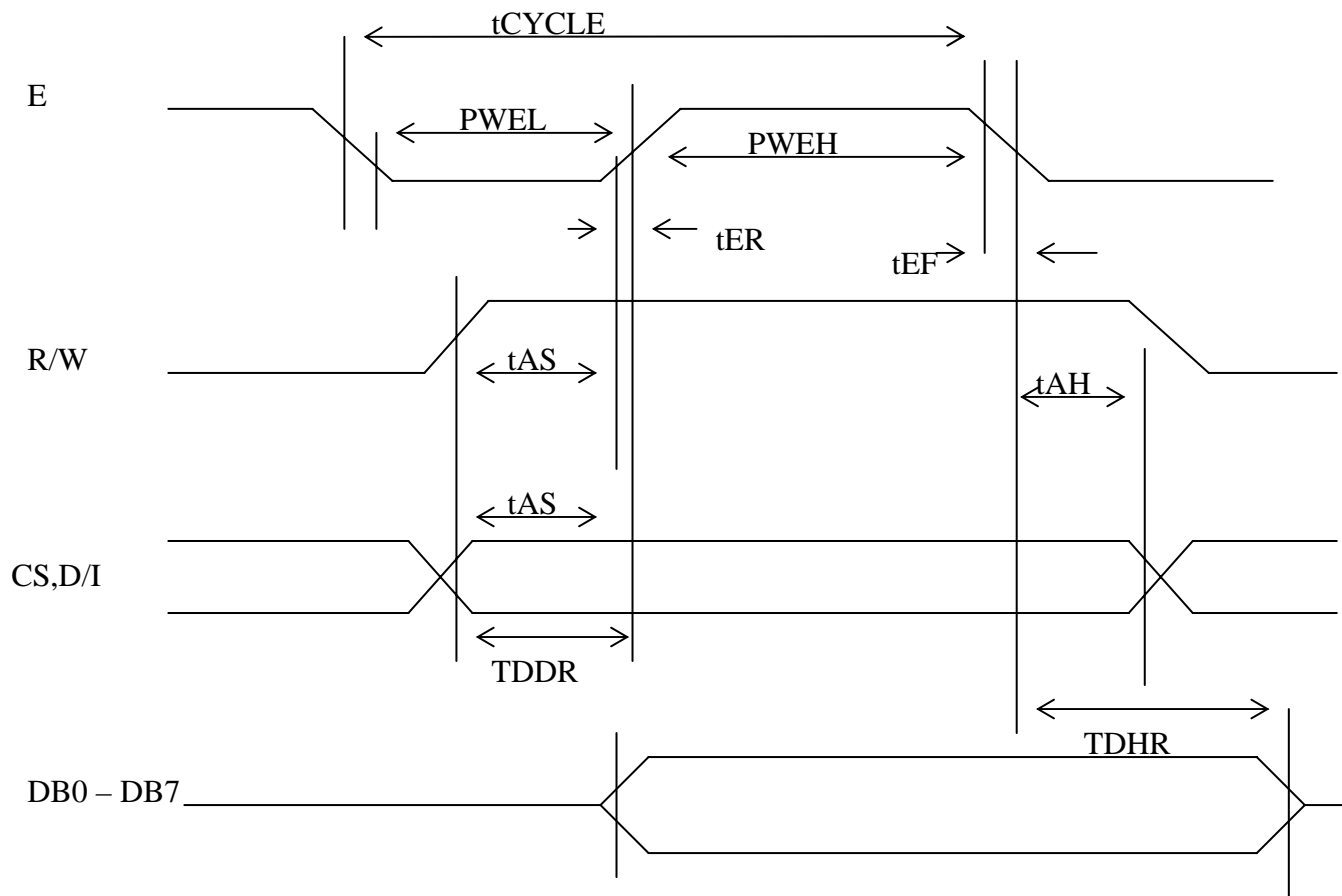 tCYCLE
E
PWEL
PWEH
tER
tEF
R/W
tAS
tAH
tAS
CS,D/I
TDDR
TDHR
DB0 – DB7